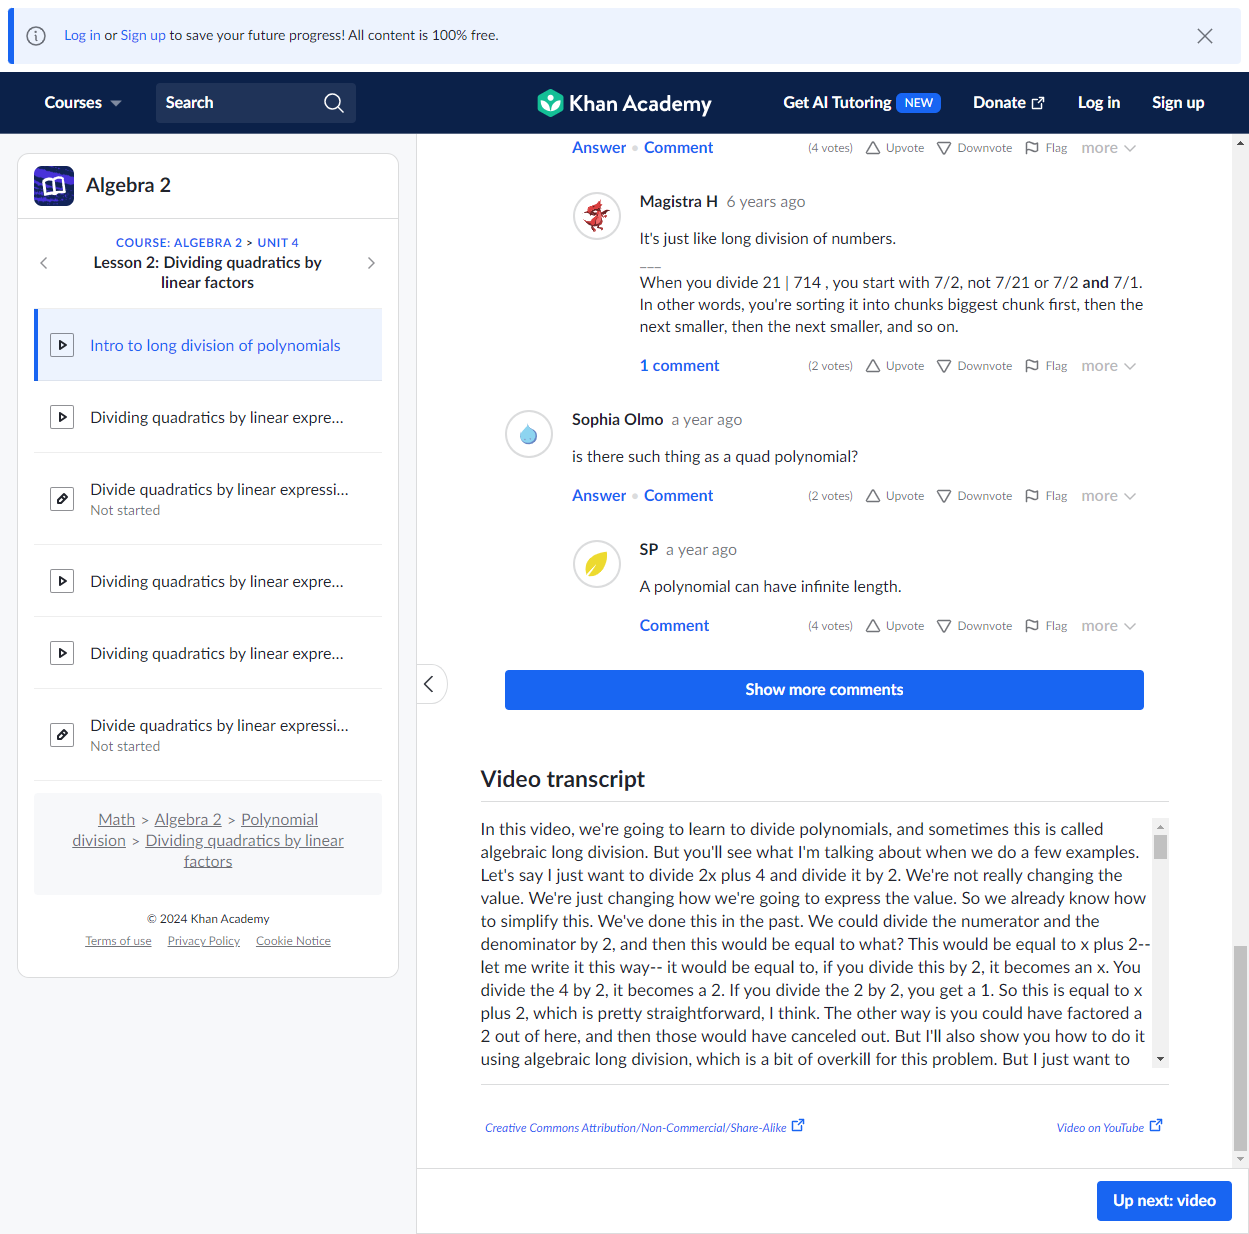 Log in or Sign up to save your future progress! All content is 100% free.
Courses
Search
Khan Academy
Get AI Tutoring NEW
Donate
Log in
Sign up
Algebra 2
COURSE: ALGEBRA 2 > UNIT 4
Lesson 2: Dividing quadratics by
linear factors
Intro to long division of polynomials
Dividing quadratics by linear expre...
Divide quadratics by linear expressi...
Not started
Dividing quadratics by linear expre...
Dividing quadratics by linear expre...
Divide quadratics by linear expressi...
Not started
Math > Algebra 2 > Polynomial
division > Dividing quadratics by linear
factors
© 2024 Khan Academy
Terms of use Privacy Policy Cookie Notice
Answer • Comment (4 votes) Upvote Downvote Flag more
Magistra H 6 years ago
It's just like long division of numbers.
___
When you divide 21 | 714 , you start with 7/2, not 7/21 or 7/2 and 7/1.
In other words, you're sorting it into chunks biggest chunk first, then the
next smaller, then the next smaller, and so on.
1 comment (2 votes) Upvote Downvote Flag more
Sophia Olmo a year ago
is there such thing as a quad polynomial?
Answer • Comment (2 votes) Upvote Downvote Flag more
SP a year ago
A polynomial can have infinite length.
Comment (4 votes) Upvote Downvote Flag more
Show more comments
Video transcript
In this video, we're going to learn to divide polynomials, and sometimes this is called
algebraic long division. But you'll see what I'm talking about when we do a few examples.
Let's say I just want to divide 2x plus 4 and divide it by 2. We're not really changing the
value. We're just changing how we're going to express the value. So we already know how
to simplify this. We've done this in the past. We could divide the numerator and the
denominator by 2, and then this would be equal to what? This would be equal to x plus 2--
let me write it this way-- it would be equal to, if you divide this by 2, it becomes an x. You
divide the 4 by 2, it becomes a 2. If you divide the 2 by 2, you get a 1. So this is equal to x
plus 2, which is pretty straightforward, I think. The other way is you could have factored a
2 out of here, and then those would have canceled out. But I'll also show you how to do it
using algebraic long division, which is a bit of overkill for this problem. But I just want to
Creative Commons Attribution/Non-Commercial/Share-Alike
Video on YouTube
Up next: video